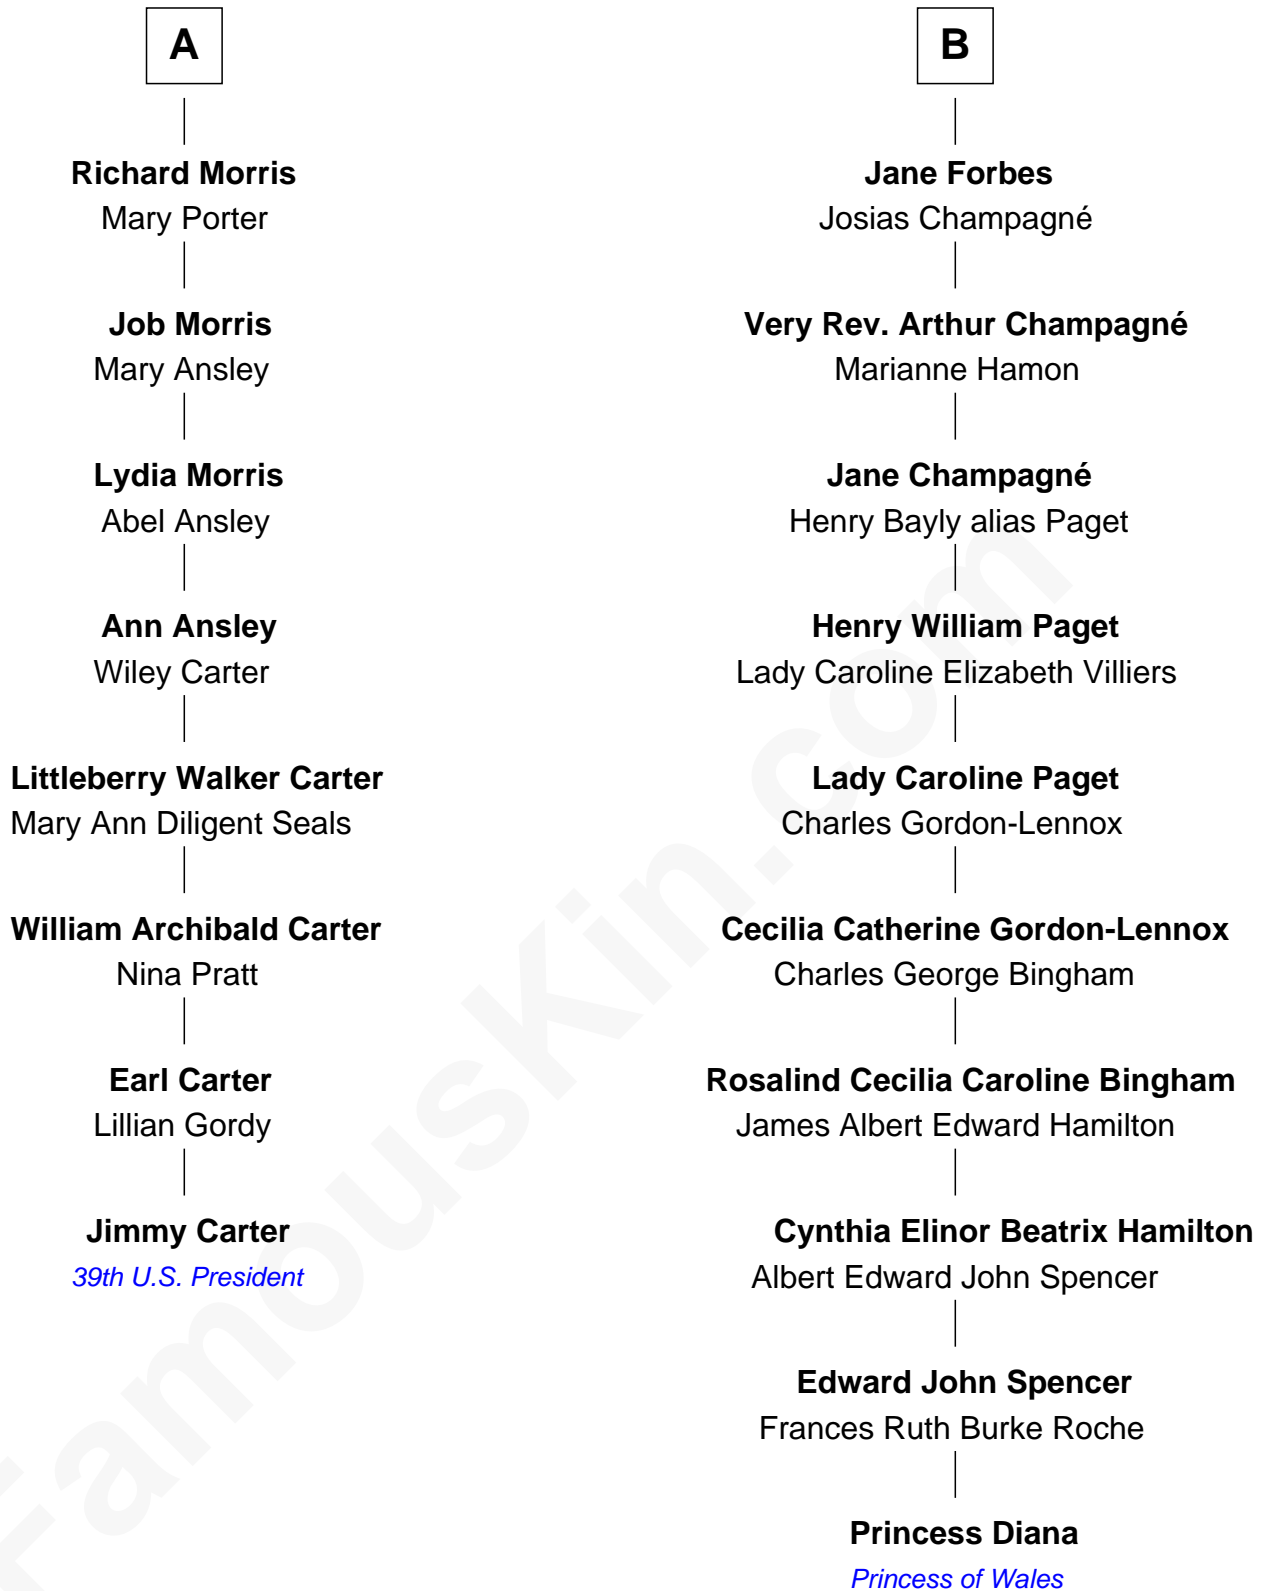 A
Richard Morris
Mary Porter
Job Morris
Mary Ansley
Lydia Morris
Abel Ansley
Ann Ansley
Wiley Carter
Littleberry Walker Carter
Mary Ann Diligent Seals
William Archibald Carter
Nina Pratt
Earl Carter
Lillian Gordy
Jimmy Carter
39th U.S. President
B
Jane Forbes
Josias Champagné
Very Rev. Arthur Champagné
Marianne Hamon
Jane Champagné
Henry Bayly alias Paget
Henry William Paget
Lady Caroline Elizabeth Villiers
Lady Caroline Paget
Charles Gordon-Lennox
Cecilia Catherine Gordon-Lennox
Charles George Bingham
Rosalind Cecilia Caroline Bingham
James Albert Edward Hamilton
Cynthia Elinor Beatrix Hamilton
Albert Edward John Spencer
Edward John Spencer
Frances Ruth Burke Roche
Princess Diana
Princess of Wales
FamousKin.com